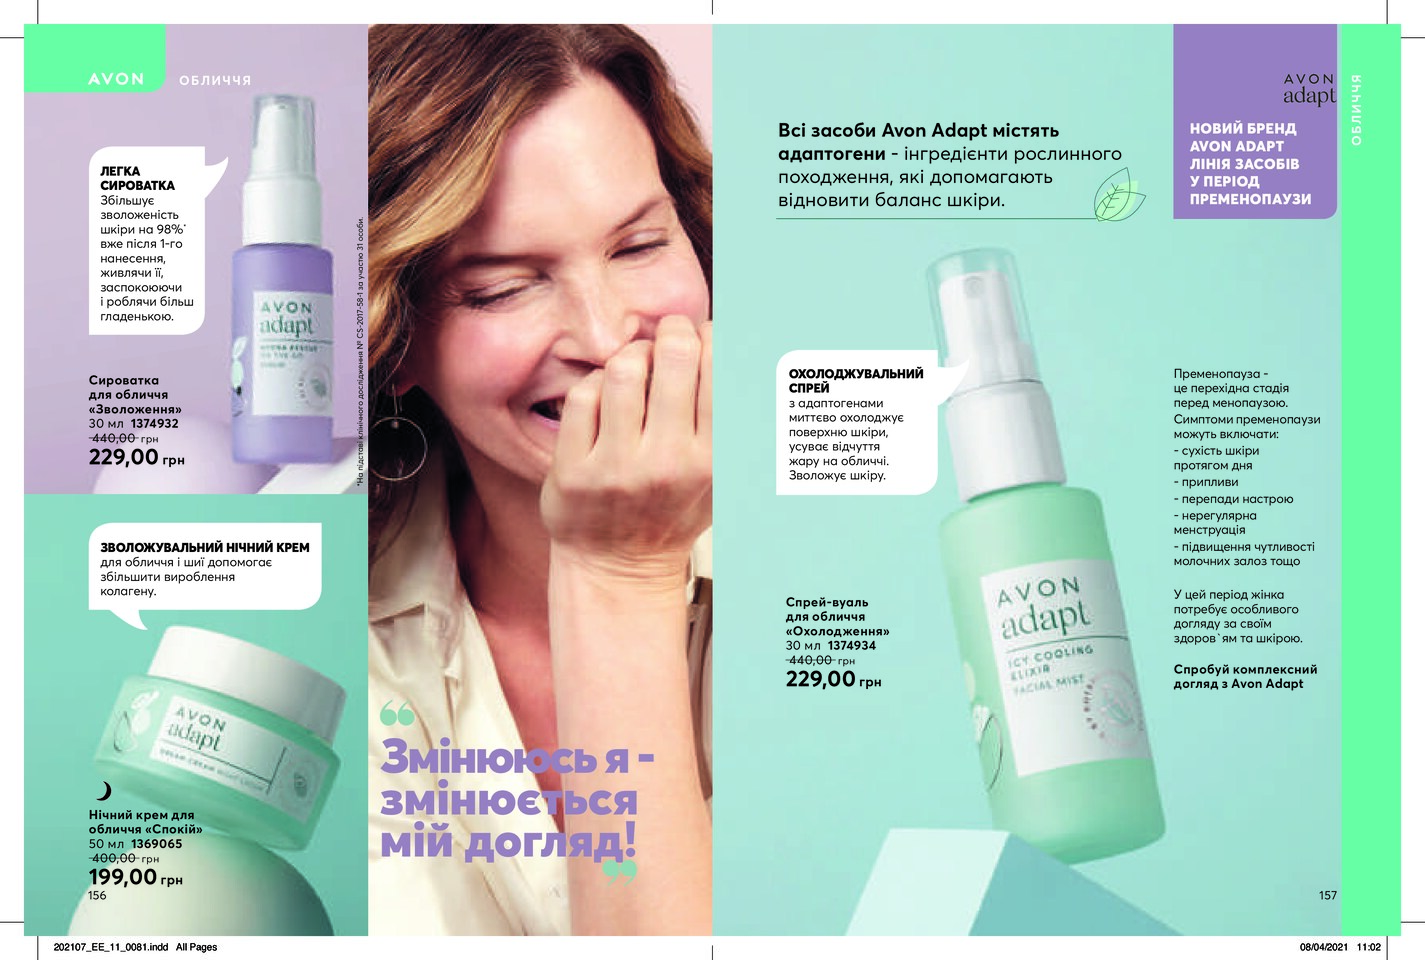 AVON
ОБЛИЧЧЯ
ЛЕГКА
СИРОВАТКА
Збільшує
зволоженість
шкіри на 98%*
вже після 1-го
нанесення,
живлячи її,
заспокоюючи
і роблячи більш
гладенькою.
AVON
adapt
Сироватка
для обличчя
«Зволоження»
30 мл 1374932
440,00 грн
229,00 грн
*На підставі клінічного дослідження № CS-2017-58-1 за участю 31 особи.
ЗВОЛОЖУВАЛЬНИЙ НІЧНИЙ КРЕМ
для обличчя і шиї допомогає
збільшити вироблення
колагену.
AVON
adapt
Нічний крем для
обличчя «Спокій»
50 мл 1369065
400,00 грн
199,00 грн
156
“
Змінююсь я -
змінюється
мій догляд!
”
Всі засоби Avon Adapt містять
адаптогени - інгредієнти рослинного
походження, які допомагають
відновити баланс шкіри.
AVON
adapt
НОВИЙ БРЕНД
AVON ADAPT
ЛІНІЯ ЗАСОБІВ
У ПЕРІОД
ПРЕМЕНОПАУЗИ
ОБЛИЧЧЯ
ОХОЛОДЖУВАЛЬНИЙ
СПРЕЙ
з адаптогенами
миттєво охолоджує
поверхню шкіри,
усуває відчуття
жару на обличчі.
Зволожує шкіру.
Спрей-вуаль
для обличчя
«Охолодження»
30 мл 1374934
440,00 грн
229,00 грн
AVON
adapt
ICY COOLING
ELIXIR
FACIAL MIST
Пременопауза -
це перехідна стадія
перед менопаузою.
Симптоми пременопаузи
можуть включати:
- сухість шкіри
протягом дня
- припливи
- перепади настрою
- нерегулярна
менструація
- підвищення чутливості
молочних залоз тощо
У цей період жінка
потребує особливого
догляду за своїм
здоров`ям та шкірою.
Спробуй комплексний
догляд з Avon Adapt
157
202107_EE_11_0081.indd All Pages
08/04/2021 11:02